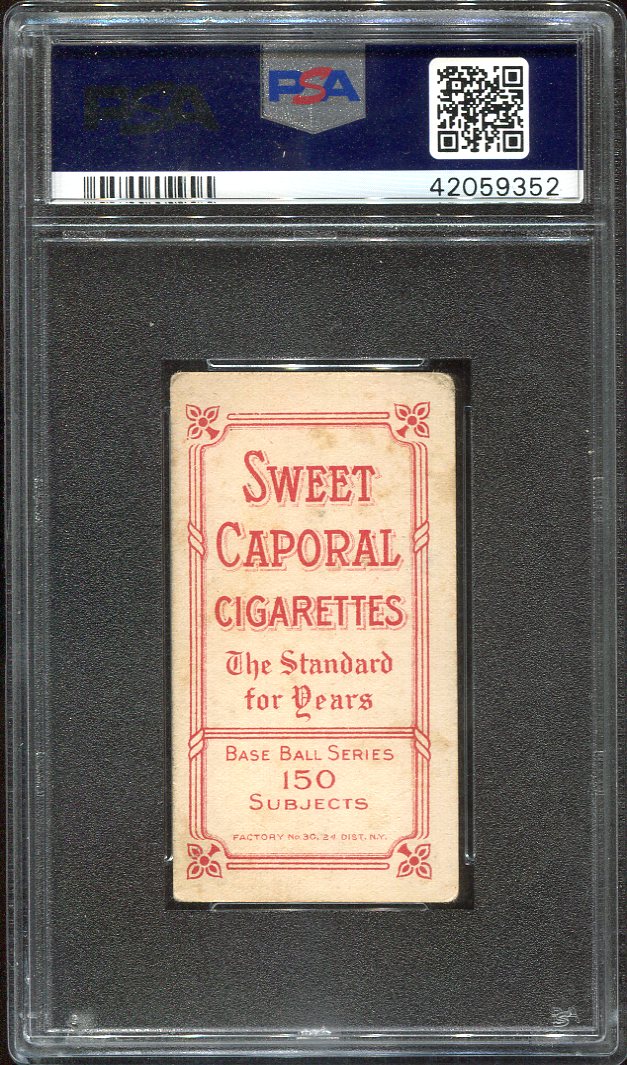 PSA
PSA
42059352
SWEET
CAPORAL
CIGARETTES
The Standard
for Years
BASE BALL SERIES
150
SUBJECTS
FACTORY No. 30, 2d DIST. N.Y.